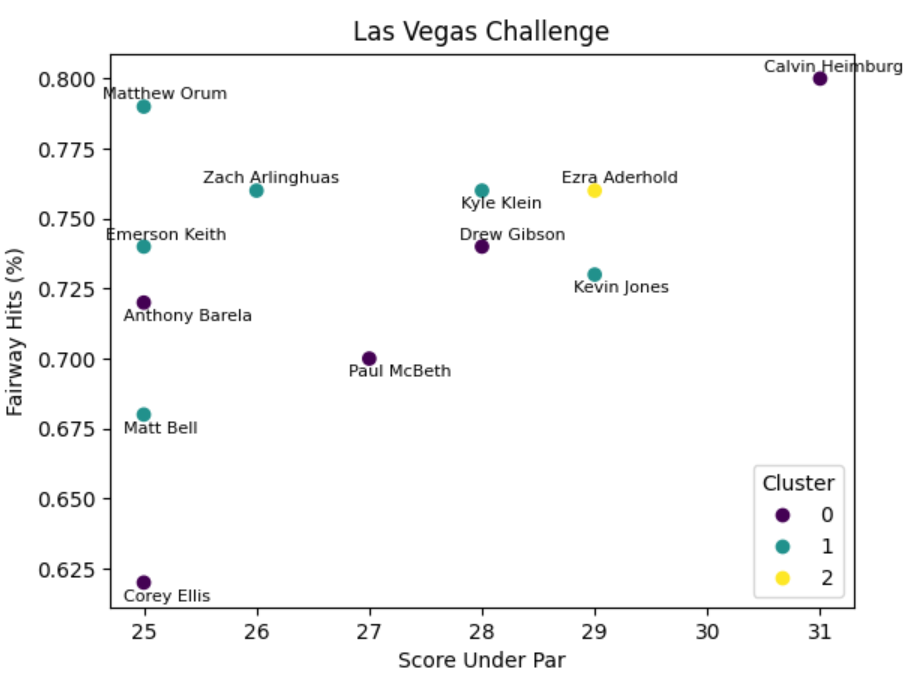 Las Vegas Challenge
Fairway Hits (%)
0.800
0.775
0.750
0.725
0.700
0.675
0.650
0.625
Calvin Heimburg
Matthew Orum
Zach Arlinghuas
Ezra Aderhold
Kyle Klein
Emerson Keith
Drew Gibson
Kevin Jones
Anthony Barela
Paul McBeth
Matt Bell
Corey Ellis
Cluster
0
1
2
25 26 27 28 29 30 31
Score Under Par